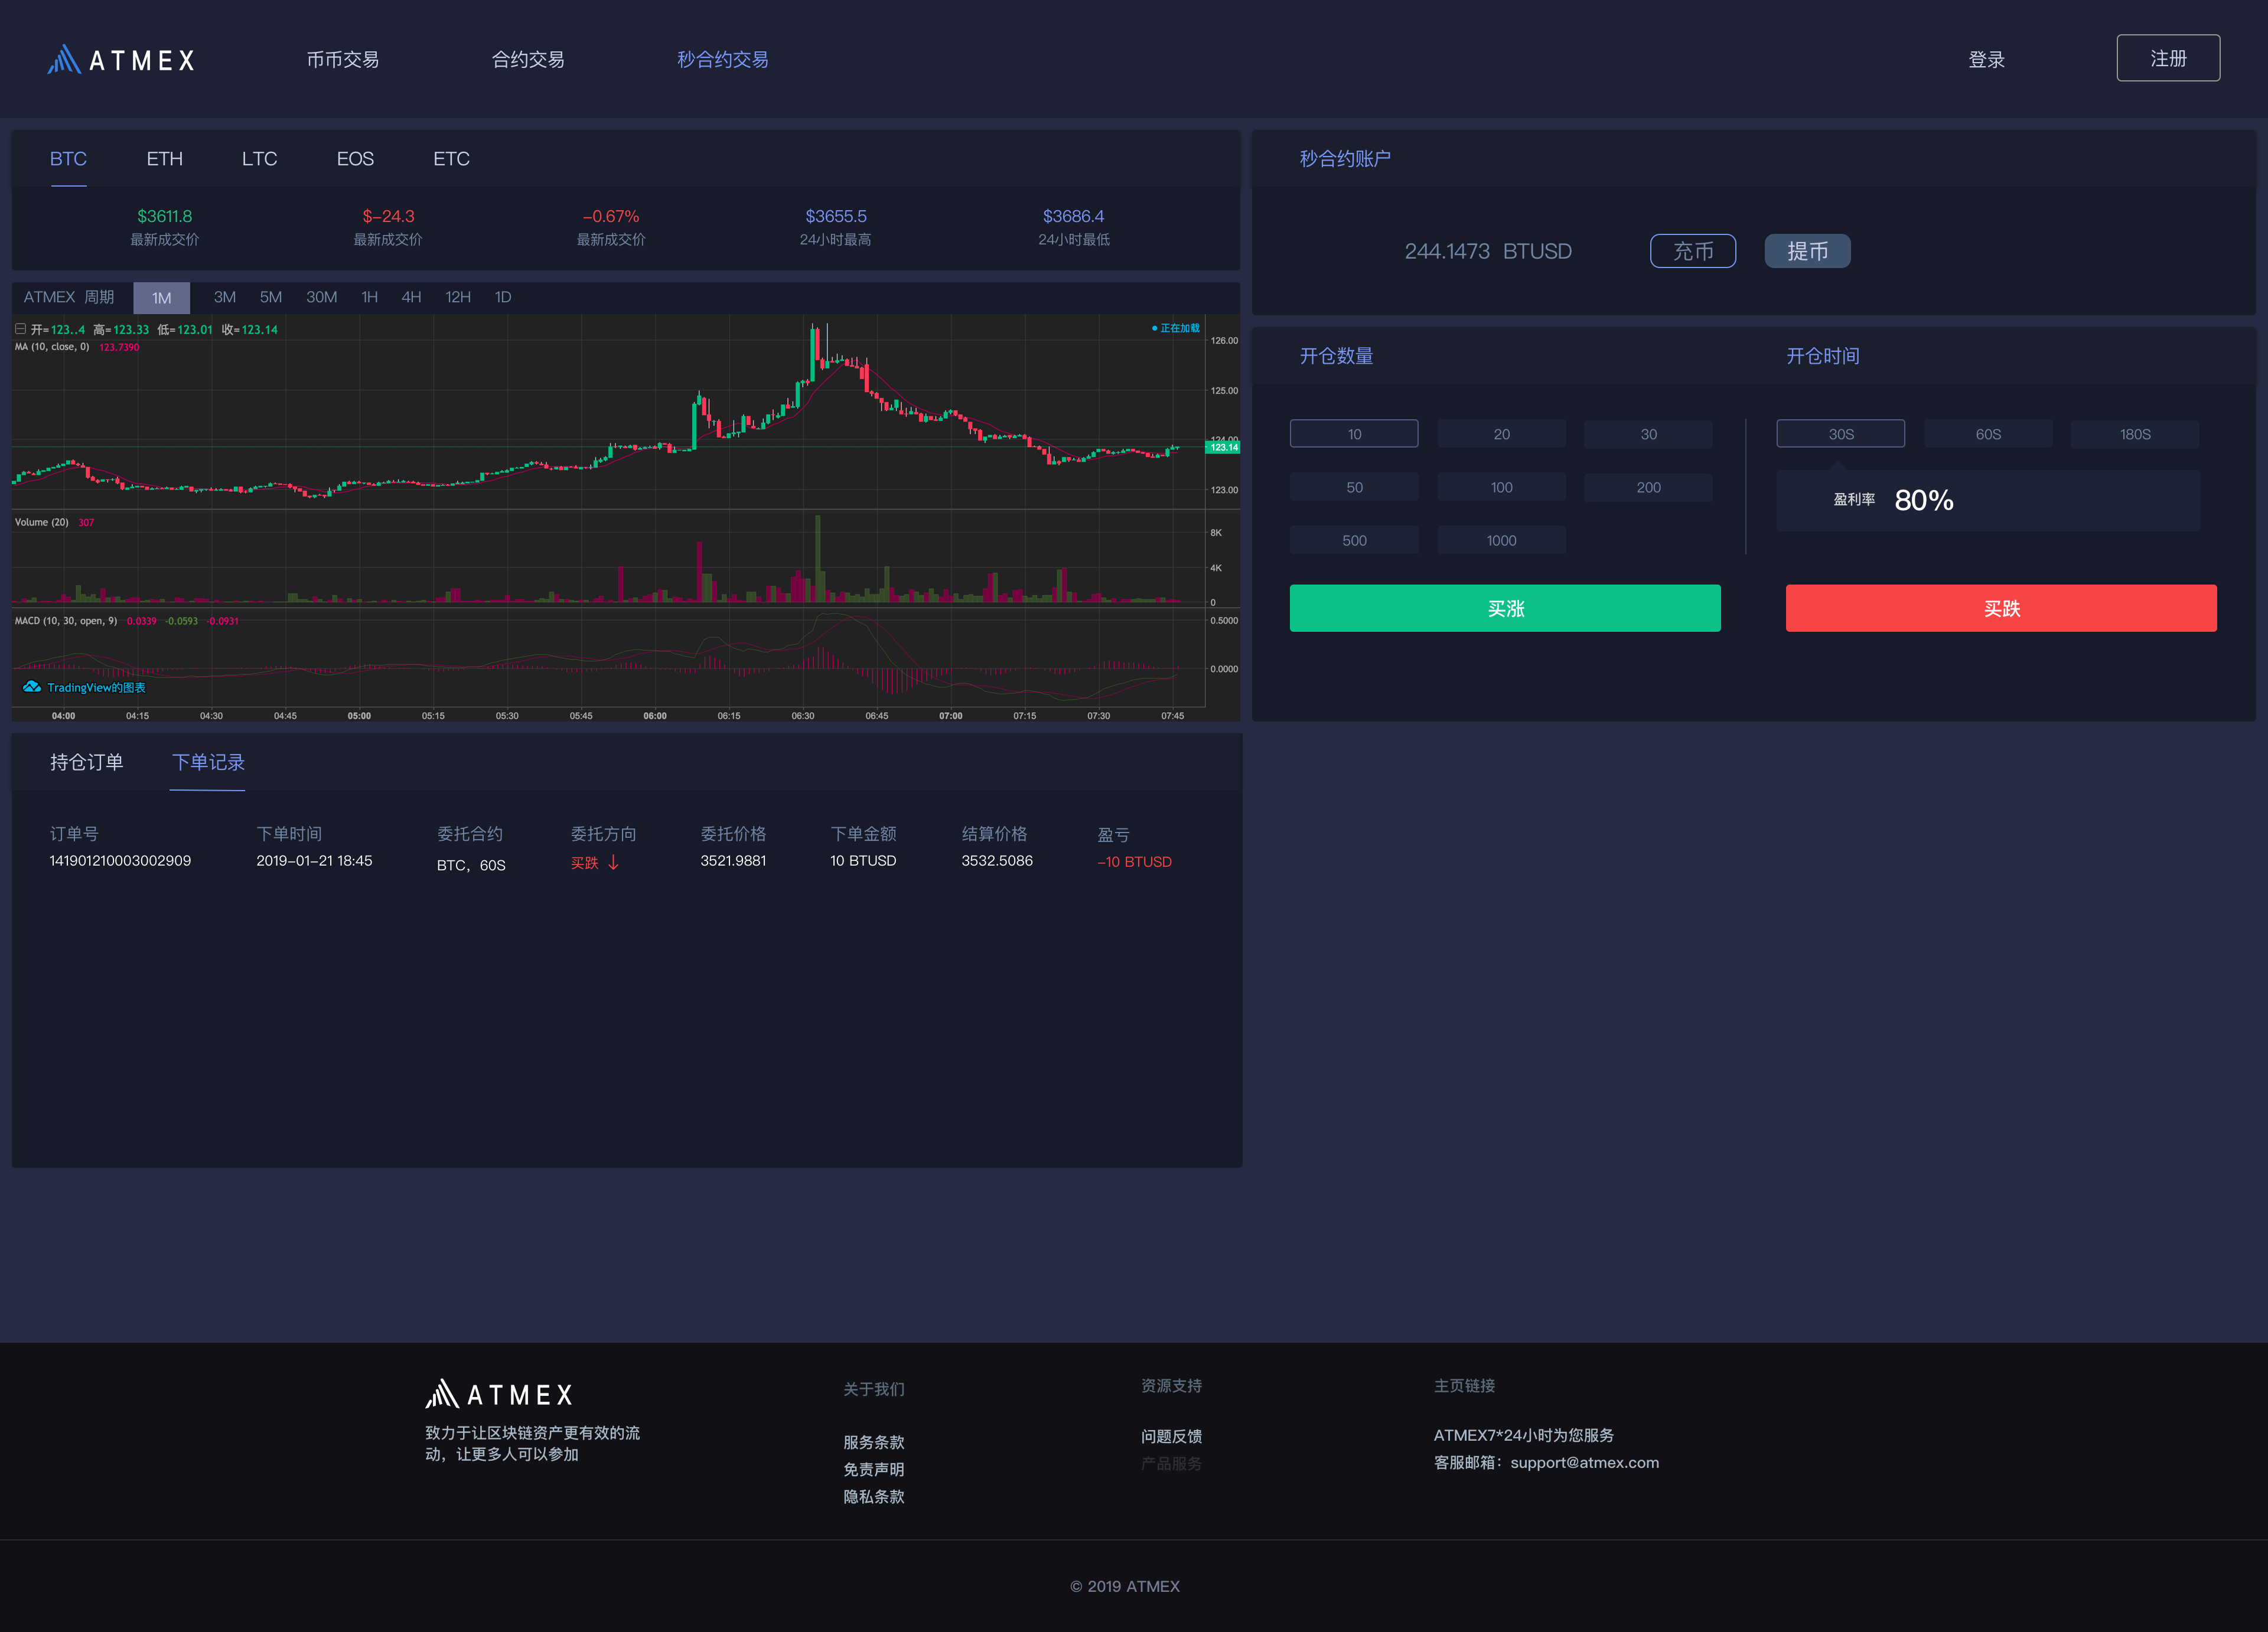 ATMEX 币币交易 合约交易 秒合约交易 登录 注册
BTC ETH LTC EOS ETC
$3611.8 $-24.3 -0.67% $3655.5 $3686.4
最新成交价 最新成交价 最新成交价 24小时最高 24小时最低
秒合约账户
244.1473 BTUSD 充币 提币
ATMEX 周期 1M 3M 5M 30M 1H 4H 12H 1D
开=123..4 高=123.33 低=123.01 收=123.14
正在加载
MA (10, close, 0) 123.7390
126.00
125.00
124.00
123.14
123.00
Volume (20) 307
8K
4K
0
MACD (10, 30, open, 9) 0.0339 -0.0593 -0.0931
0.5000
0.0000
TradingView的图表
04:00 04:15 04:30 04:45 05:00 05:15 05:30 05:45 06:00 06:15 06:30 06:45 07:00 07:15 07:30 07:45
开仓数量 开仓时间
10 20 30 30S 60S 180S
50 100 200
盈利率 80%
500 1000
买涨 买跌
持仓订单 下单记录
订单号 下单时间 委托合约 委托方向 委托价格 下单金额 结算价格 盈亏
141901210003002909 2019-01-21 18:45 BTC，60S 买跌 ↓ 3521.9881 10 BTUSD 3532.5086 -10 BTUSD
ATMEX
致力于让区块链资产更有效的流
动，让更多人可以参加
关于我们
服务条款
免责声明
隐私条款
资源支持
问题反馈
产品服务
主页链接
ATMEX7*24小时为您服务
客服邮箱：support@atmex.com
© 2019 ATMEX